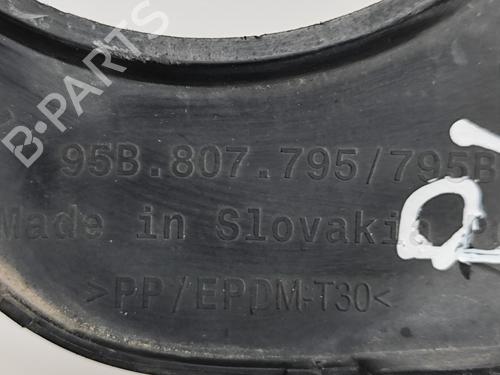 95B.807.795/795B
Made in Slovakia
>PP/EPDM-T30<
B-Parts